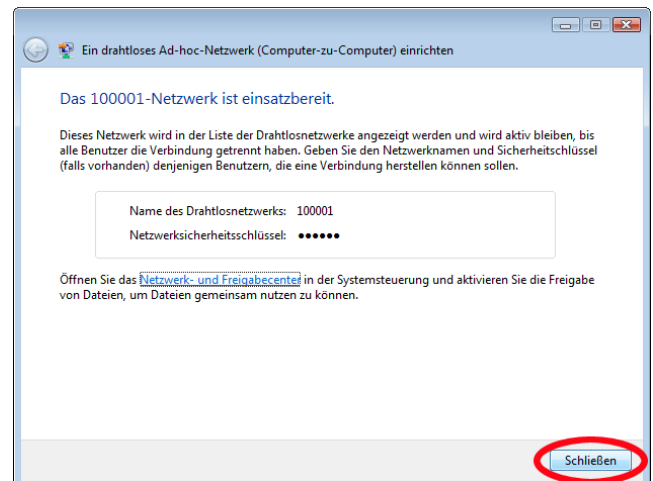 Ein drahtloses Ad-hoc-Netzwerk (Computer-zu-Computer) einrichten
Das 100001-Netzwerk ist einsatzbereit.
Dieses Netzwerk wird in der Liste der Drahtlosnetzwerke angezeigt werden und wird aktiv bleiben, bis
alle Benutzer die Verbindung getrennt haben. Geben Sie den Netzwerknamen und Sicherheitschlüssel
(falls vorhanden) denjenigen Benutzern, die eine Verbindung herstellen können sollen.
Name des Drahtlosnetzwerks: 100001
Netzwerksicherheitsschlüssel: ●●●●●●
Öffnen Sie das Netzwerk- und Freigabecenter in der Systemsteuerung und aktivieren Sie die Freigabe
von Dateien, um Dateien gemeinsam nutzen zu können.
Schließen